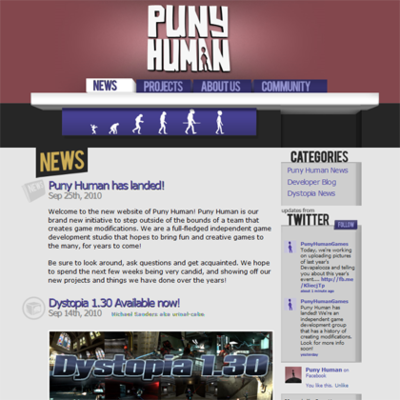 PUNY
HUMAN
NEWS PROJECTS ABOUT US COMMUNITY
NEWS
Puny Human has landed!
Sep 25th, 2010
Welcome to the new website of Puny Human! Puny Human is our
brand new initiative to step outside of the bounds of a team that
creates game modifications. We are a full-fledged independent game
development studio that hopes to bring fun and creative games to
the many, for years to come!
Be sure to look around, ask questions and get acquainted. We hope
to spend the next few weeks being very candid, and showing off our
new projects and things we have done over the years!
Dystopia 1.30 Available now!
Sep 14th, 2010 Michael Sanders aka urinal-cake
Dystopia 1.30
CATEGORIES
Puny Human News
Developer Blog
Dystopia News
updates from
TWITTER FOLLOW
PunyHumanGames
Today, we're
working on
uploading pictures
of last year's
Devapalooza and
telling you about this year's
event.... http://fb.me
PunyHumanGames
Puny Human has
landed! We're an
independent game
development group
that has a history of
creating modifications.
Look for more info
soon!
yesterday
Puny Human on
Facebook
You like this. Unlike